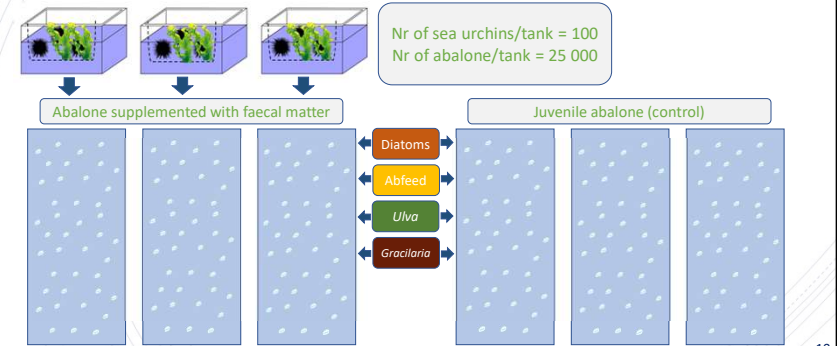 Nr of sea urchins/tank = 100
Nr of abalone/tank = 25 000
Abalone supplemented with faecal matter
Juvenile abalone (control)
Diatoms
Abfeed
Ulva
Gracilaria